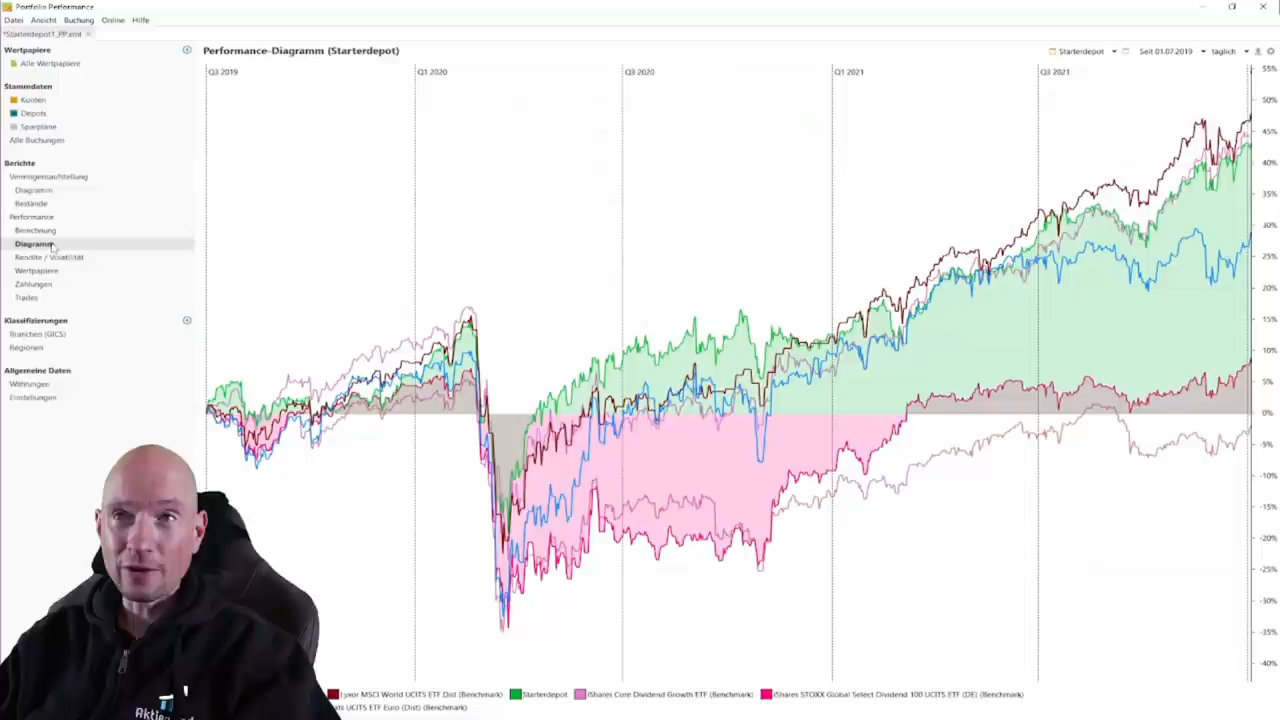 Portfolio Performance
Datei Ansicht Buchung Online Hilfe
*Starterdepot1_PP.xml
Wertpapiere
Alle Wertpapiere
Stammdaten
Konten
Depots
Sparpläne
Alle Buchungen
Berichte
Vermögensaufstellung
Diagramm
Bestände
Performance
Berechnung
Diagramm
Rendite / Volatilität
Wertpapiere
Zahlungen
Trades
Klassifizierungen
Branchen (GICS)
Regionen
Allgemeine Daten
Währungen
Einstellungen
Performance-Diagramm (Starterdepot)
Starterdepot Seit 01.07.2019 täglich
Q3 2019 Q1 2020 Q3 2020 Q1 2021 Q3 2021
55%
50%
45%
40%
35%
30%
25%
20%
15%
10%
5%
0%
-5%
-10%
-15%
-20%
-25%
-30%
-35%
-40%
Lyxor MSCI World UCITS ETF Dist (Benchmark) Starterdepot iShares Core Dividend Growth ETF (Benchmark) iShares STOXX Global Select Dividend 100 UCITS ETF (DE) (Benchmark)
ats UCITS ETF Euro (Dist) (Benchmark)